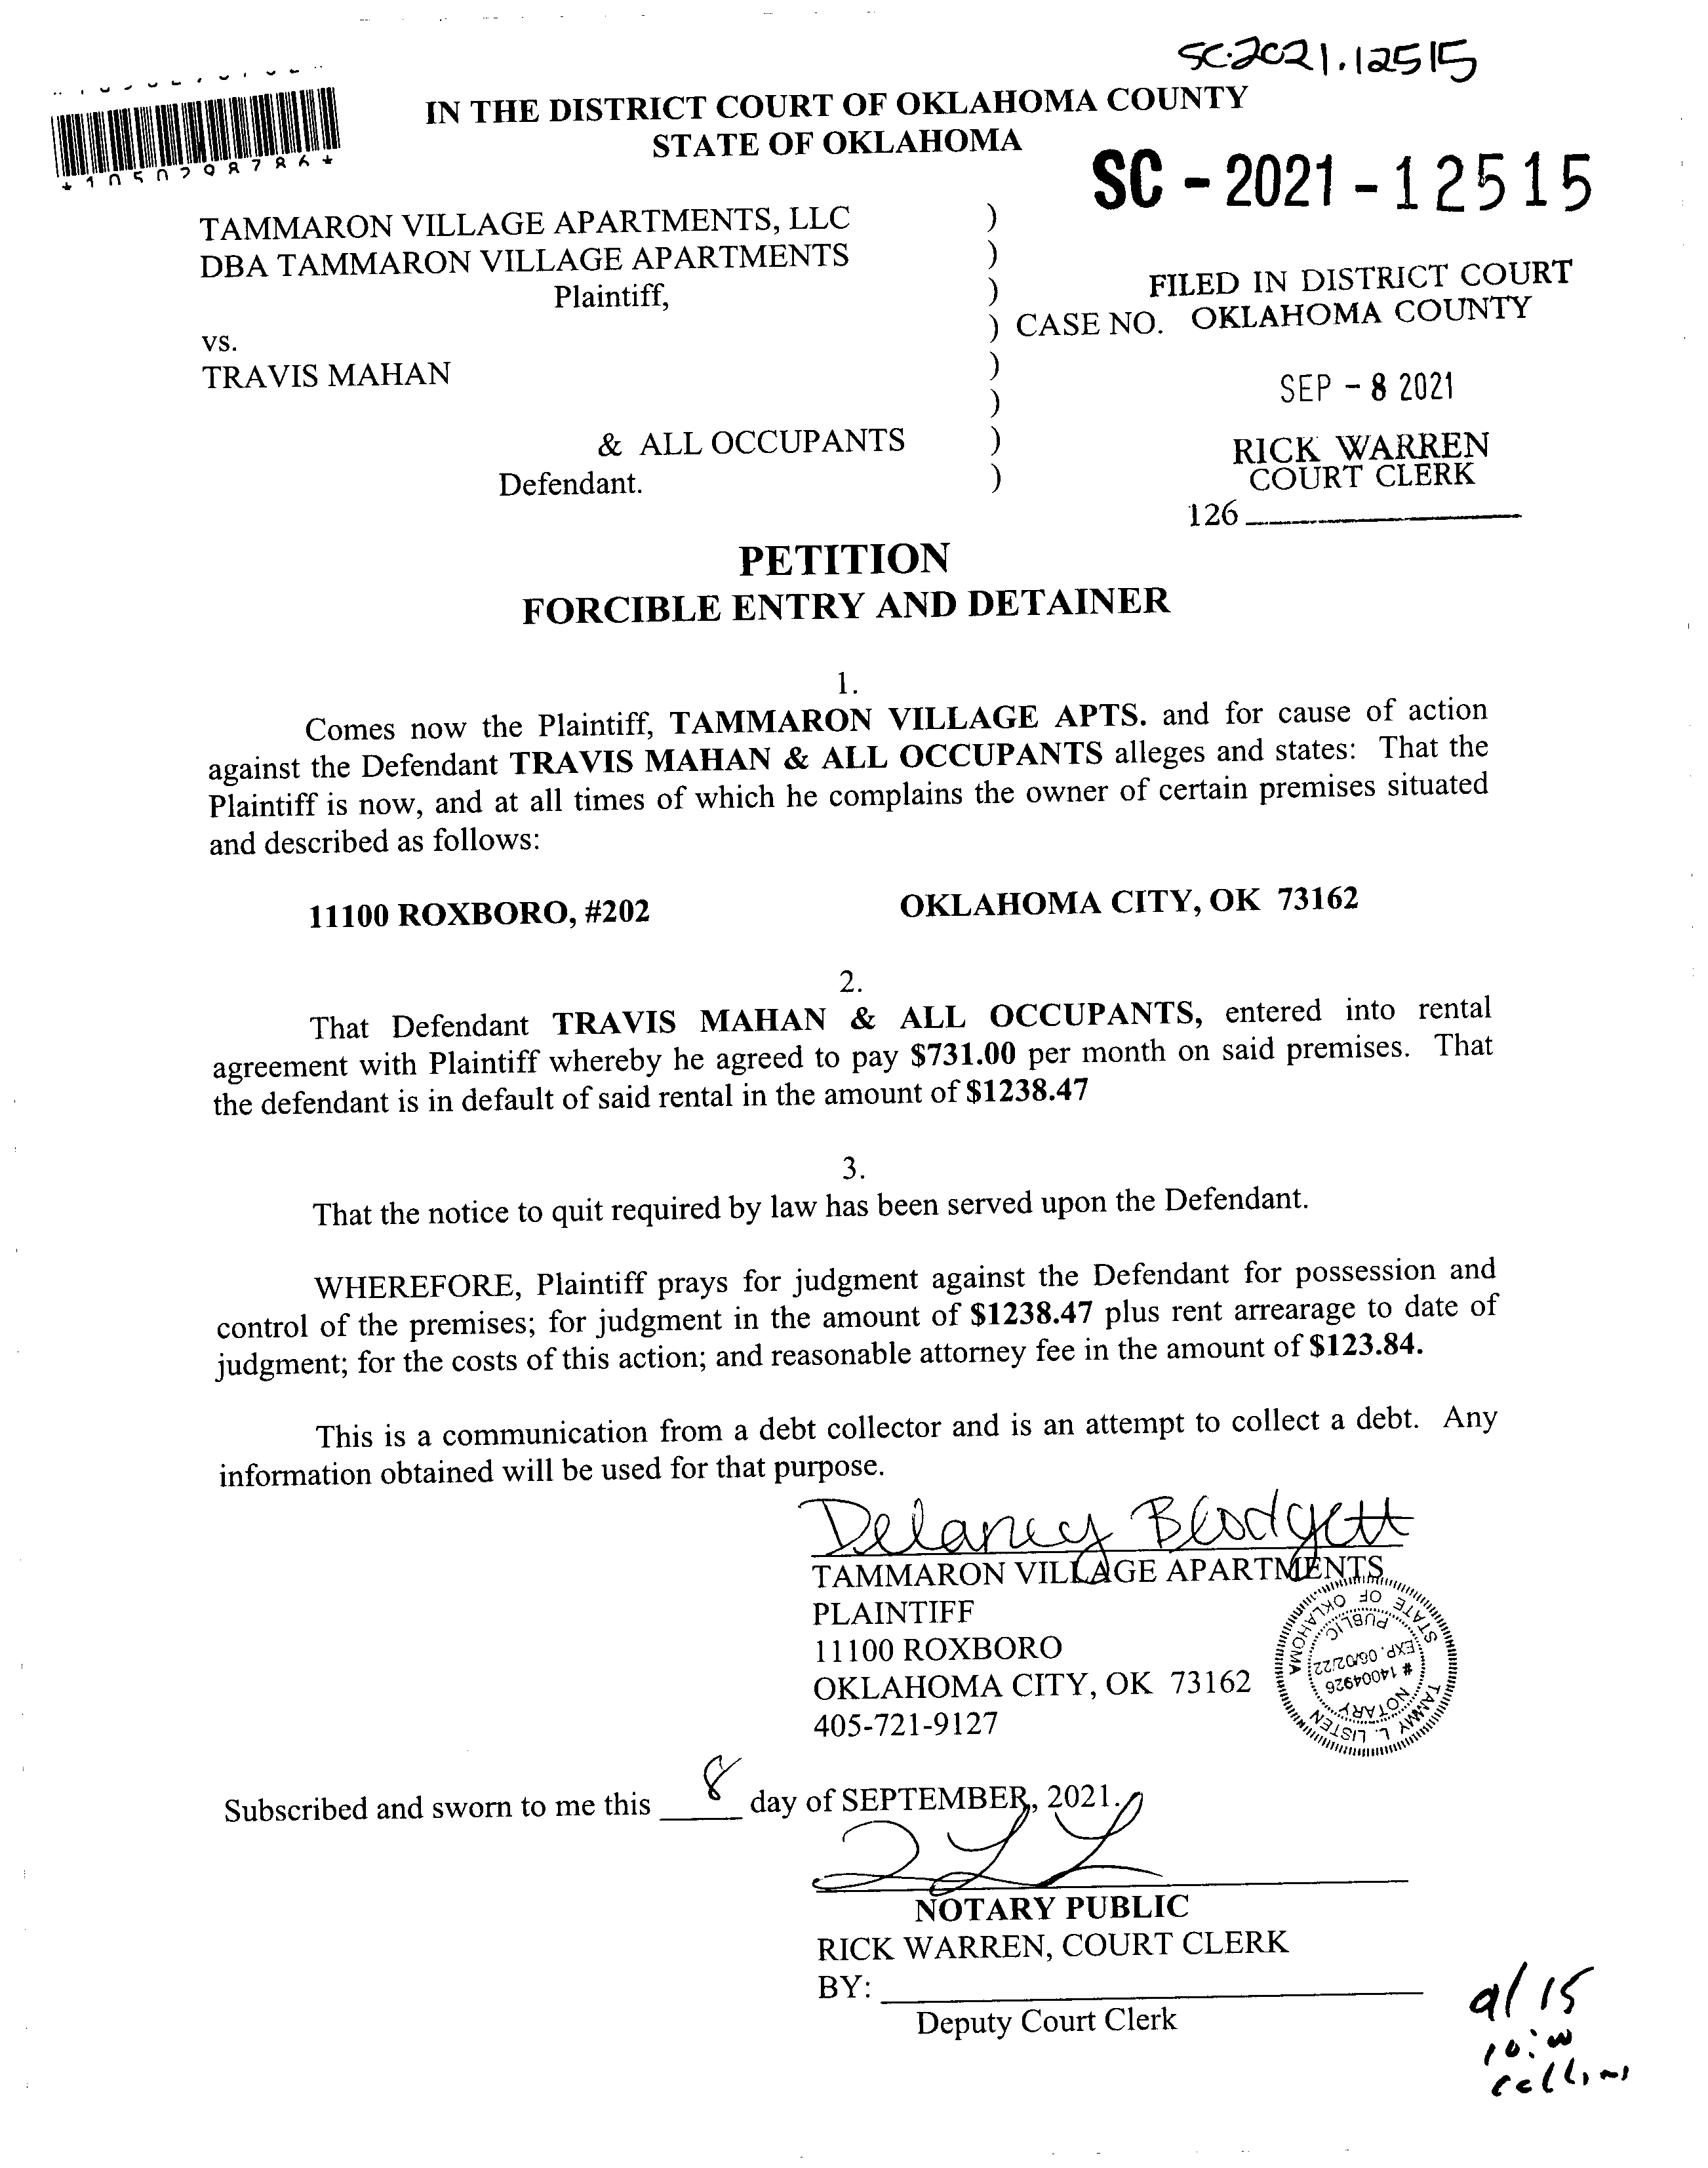 SC-2021-12515
IN THE DISTRICT COURT OF OKLAHOMA COUNTY
STATE OF OKLAHOMA
*1050298786*
SC - 2021 - 12515
TAMMARON VILLAGE APARTMENTS, LLC )
DBA TAMMARON VILLAGE APARTMENTS )
Plaintiff, )
FILED IN DISTRICT COURT
) CASE NO. OKLAHOMA COUNTY
vs.
TRAVIS MAHAN )
)
SEP - 8 2021
& ALL OCCUPANTS )
Defendant. )
RICK WARREN
COURT CLERK
126
PETITION
FORCIBLE ENTRY AND DETAINER
1.
Comes now the Plaintiff, TAMMARON VILLAGE APTS. and for cause of action
against the Defendant TRAVIS MAHAN & ALL OCCUPANTS alleges and states: That the
Plaintiff is now, and at all times of which he complains the owner of certain premises situated
and described as follows:
11100 ROXBORO, #202 OKLAHOMA CITY, OK 73162
2.
That Defendant TRAVIS MAHAN & ALL OCCUPANTS, entered into rental
agreement with Plaintiff whereby he agreed to pay $731.00 per month on said premises. That
the defendant is in default of said rental in the amount of $1238.47
3.
That the notice to quit required by law has been served upon the Defendant.
WHEREFORE, Plaintiff prays for judgment against the Defendant for possession and
control of the premises; for judgment in the amount of $1238.47 plus rent arrearage to date of
judgment; for the costs of this action; and reasonable attorney fee in the amount of $123.84.
This is a communication from a debt collector and is an attempt to collect a debt. Any
information obtained will be used for that purpose.
Delaney Blodgett
TAMMARON VILLAGE APARTMENTS
PLAINTIFF
11100 ROXBORO
OKLAHOMA CITY, OK 73162
405-721-9127
TAMMY L. LISTEN
STATE OF OKLAHOMA
NOTARY
# 14004926
EXP. 06/02/22
PUBLIC
Subscribed and sworn to me this 8 day of SEPTEMBER, 2021.
NOTARY PUBLIC
RICK WARREN, COURT CLERK
BY:
Deputy Court Clerk
9/15
10:00
Collins